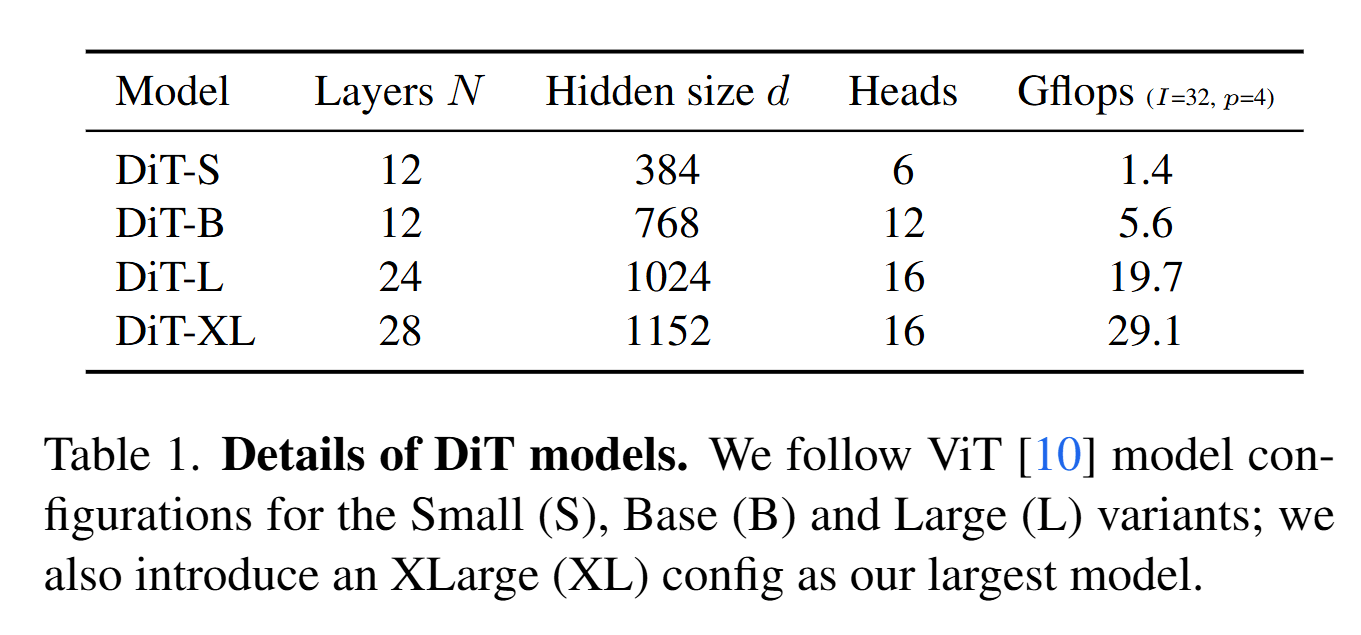 Model Layers N Hidden size d Heads Gflops (I=32, p=4)
DiT-S 12 384 6 1.4
DiT-B 12 768 12 5.6
DiT-L 24 1024 16 19.7
DiT-XL 28 1152 16 29.1
Table 1. Details of DiT models. We follow ViT [10] model con-
figurations for the Small (S), Base (B) and Large (L) variants; we
also introduce an XLarge (XL) config as our largest model.